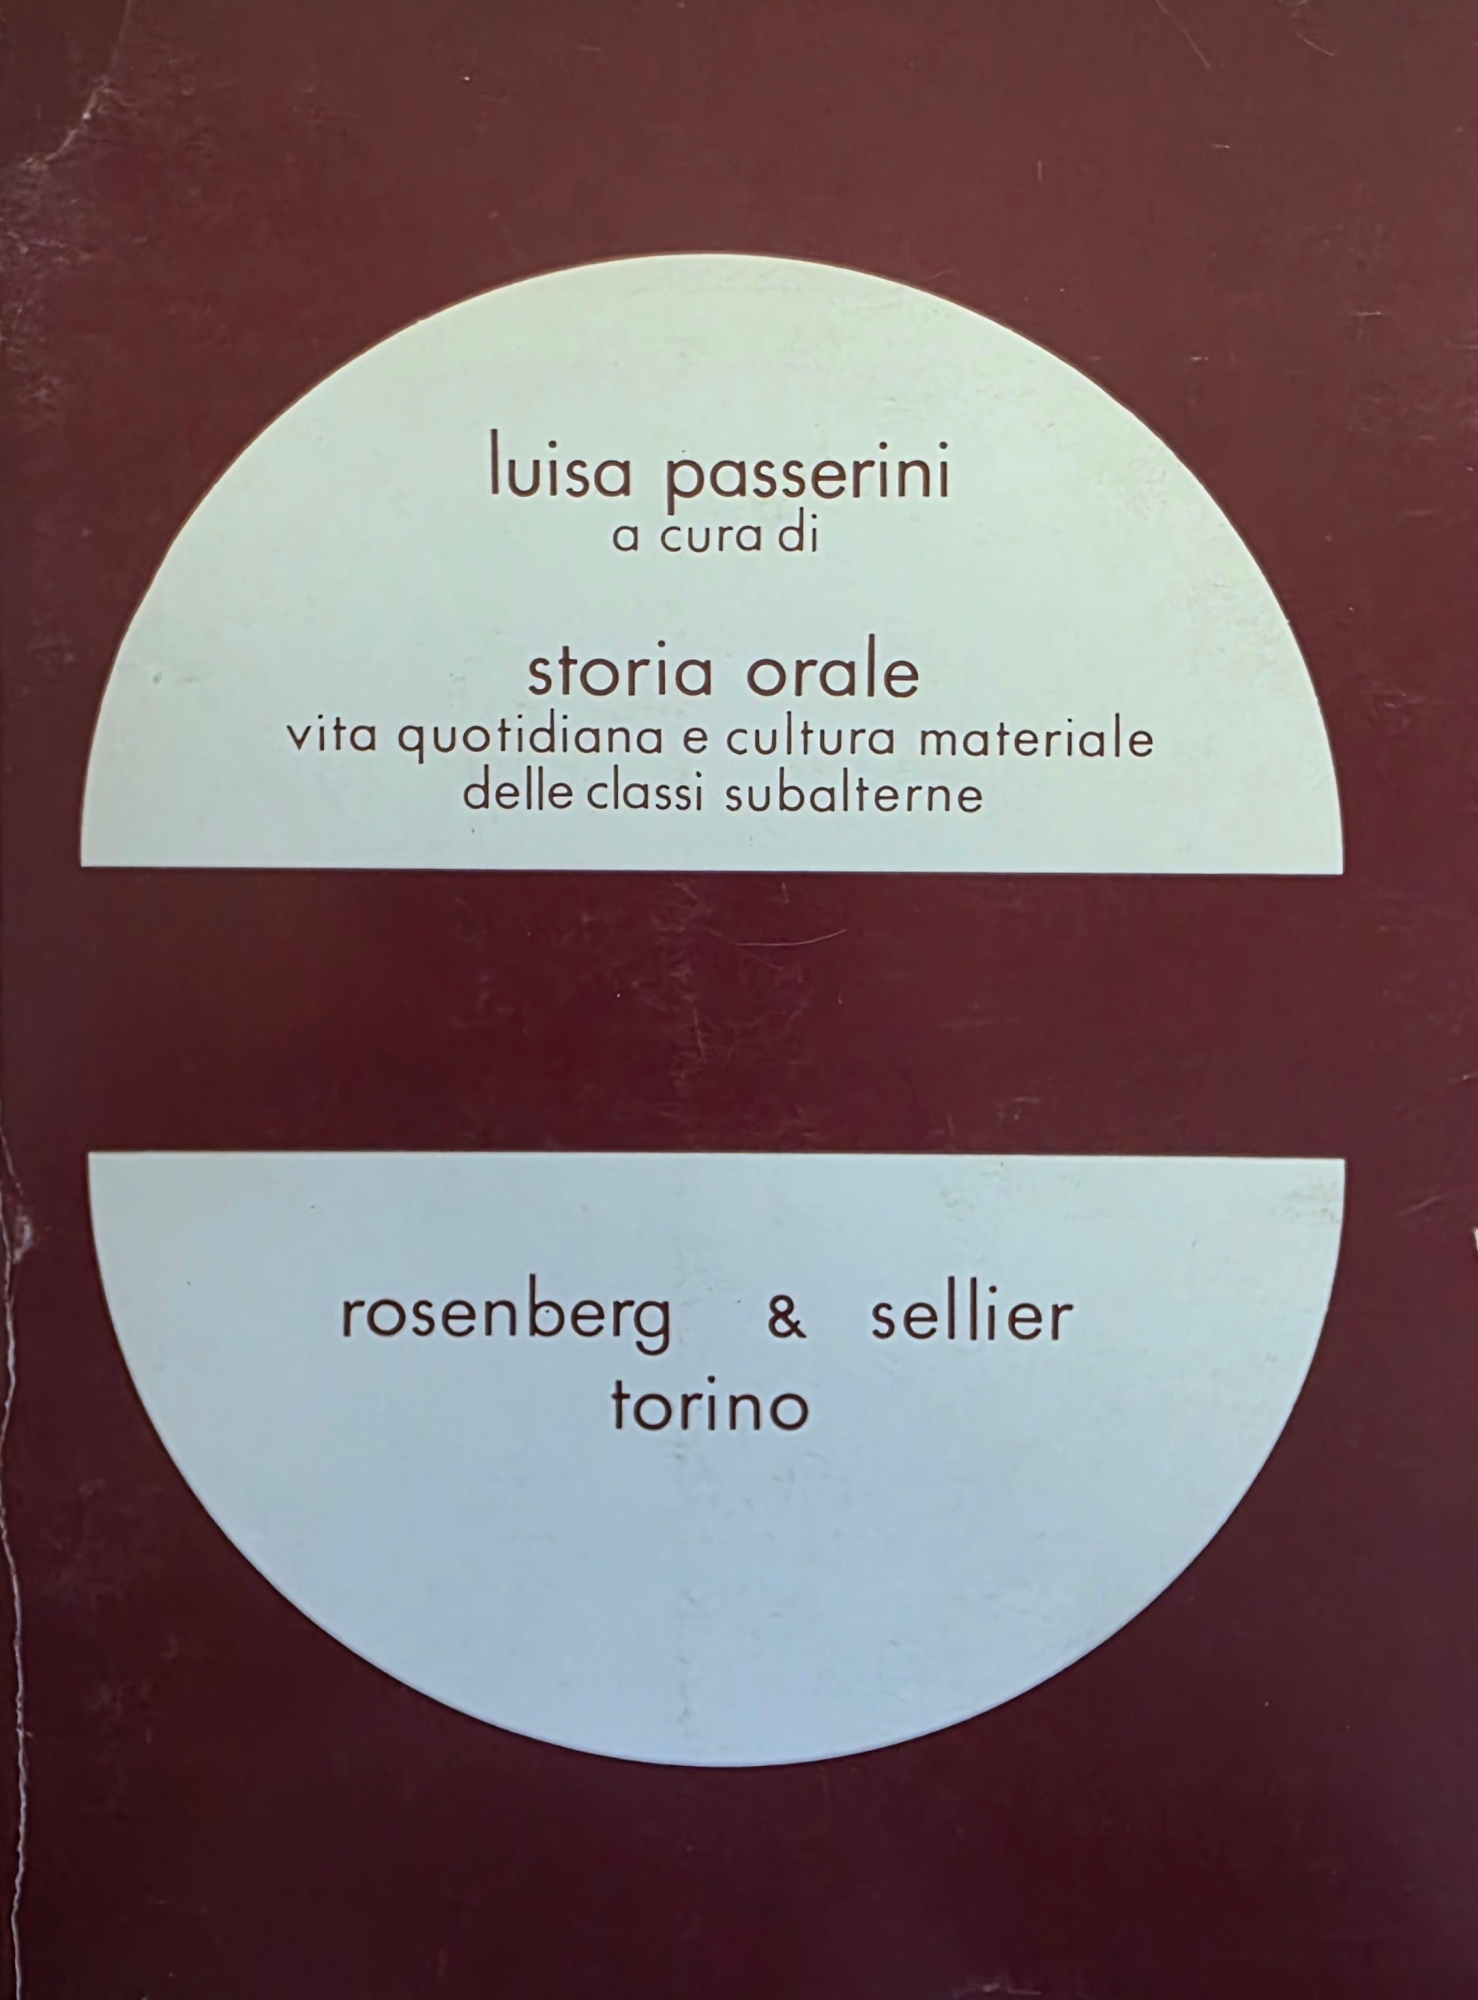 luisa passerini
a cura di
storia orale
vita quotidiana e cultura materiale
delle classi subalterne
rosenberg & sellier
torino